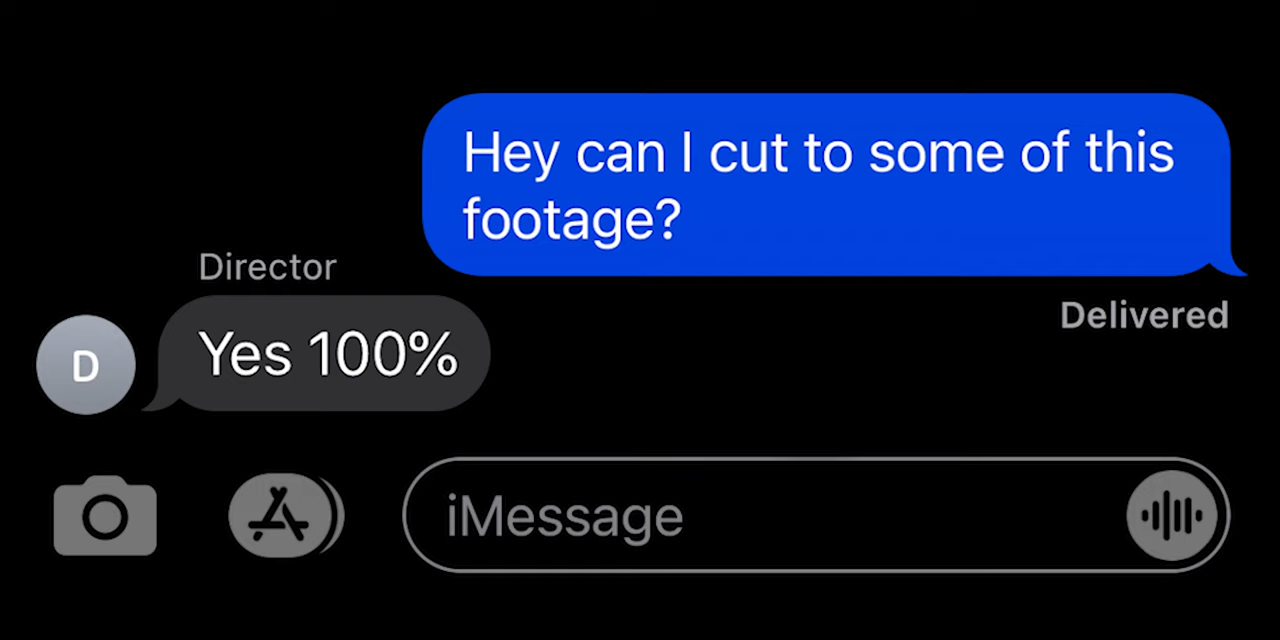 Hey can I cut to some of this
footage?
Delivered
Director
D
Yes 100%
iMessage